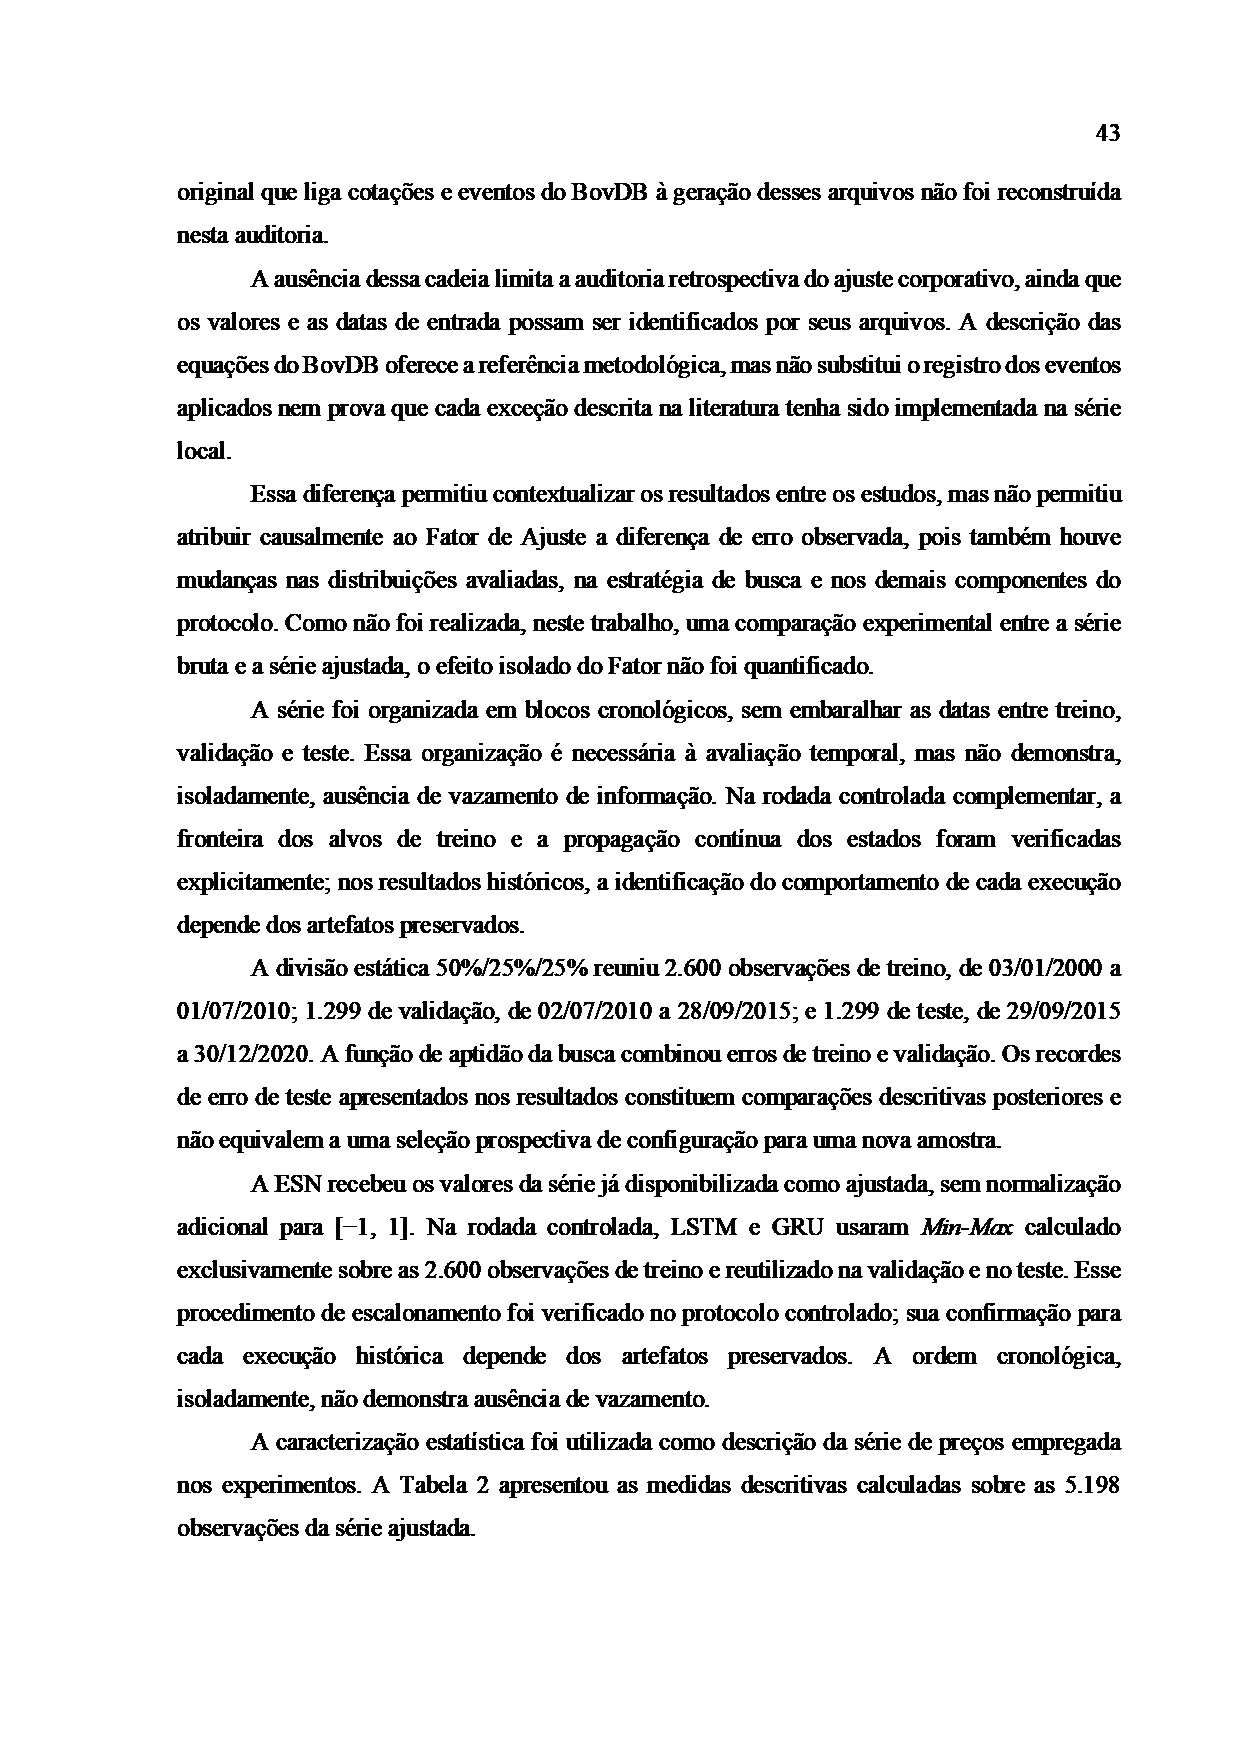 43
original que liga cotações e eventos do BovDB à geração desses arquivos não foi reconstruída
nesta auditoria.
A ausência dessa cadeia limita a auditoria retrospectiva do ajuste corporativo, ainda que
os valores e as datas de entrada possam ser identificados por seus arquivos. A descrição das
equações do BovDB oferece a referência metodológica, mas não substitui o registro dos eventos
aplicados nem prova que cada exceção descrita na literatura tenha sido implementada na série
local.
Essa diferença permitiu contextualizar os resultados entre os estudos, mas não permitiu
atribuir causalmente ao Fator de Ajuste a diferença de erro observada, pois também houve
mudanças nas distribuições avaliadas, na estratégia de busca e nos demais componentes do
protocolo. Como não foi realizada, neste trabalho, uma comparação experimental entre a série
bruta e a série ajustada, o efeito isolado do Fator não foi quantificado.
A série foi organizada em blocos cronológicos, sem embaralhar as datas entre treino,
validação e teste. Essa organização é necessária à avaliação temporal, mas não demonstra,
isoladamente, ausência de vazamento de informação. Na rodada controlada complementar, a
fronteira dos alvos de treino e a propagação contínua dos estados foram verificadas
explicitamente; nos resultados históricos, a identificação do comportamento de cada execução
depende dos artefatos preservados.
A divisão estática 50%/25%/25% reuniu 2.600 observações de treino, de 03/01/2000 a
01/07/2010; 1.299 de validação, de 02/07/2010 a 28/09/2015; e 1.299 de teste, de 29/09/2015
a 30/12/2020. A função de aptidão da busca combinou erros de treino e validação. Os recordes
de erro de teste apresentados nos resultados constituem comparações descritivas posteriores e
não equivalem a uma seleção prospectiva de configuração para uma nova amostra.
A ESN recebeu os valores da série já disponibilizada como ajustada, sem normalização
adicional para [−1, 1]. Na rodada controlada, LSTM e GRU usaram Min-Max calculado
exclusivamente sobre as 2.600 observações de treino e reutilizado na validação e no teste. Esse
procedimento de escalonamento foi verificado no protocolo controlado; sua confirmação para
cada execução histórica depende dos artefatos preservados. A ordem cronológica,
isoladamente, não demonstra ausência de vazamento.
A caracterização estatística foi utilizada como descrição da série de preços empregada
nos experimentos. A Tabela 2 apresentou as medidas descritivas calculadas sobre as 5.198
observações da série ajustada.